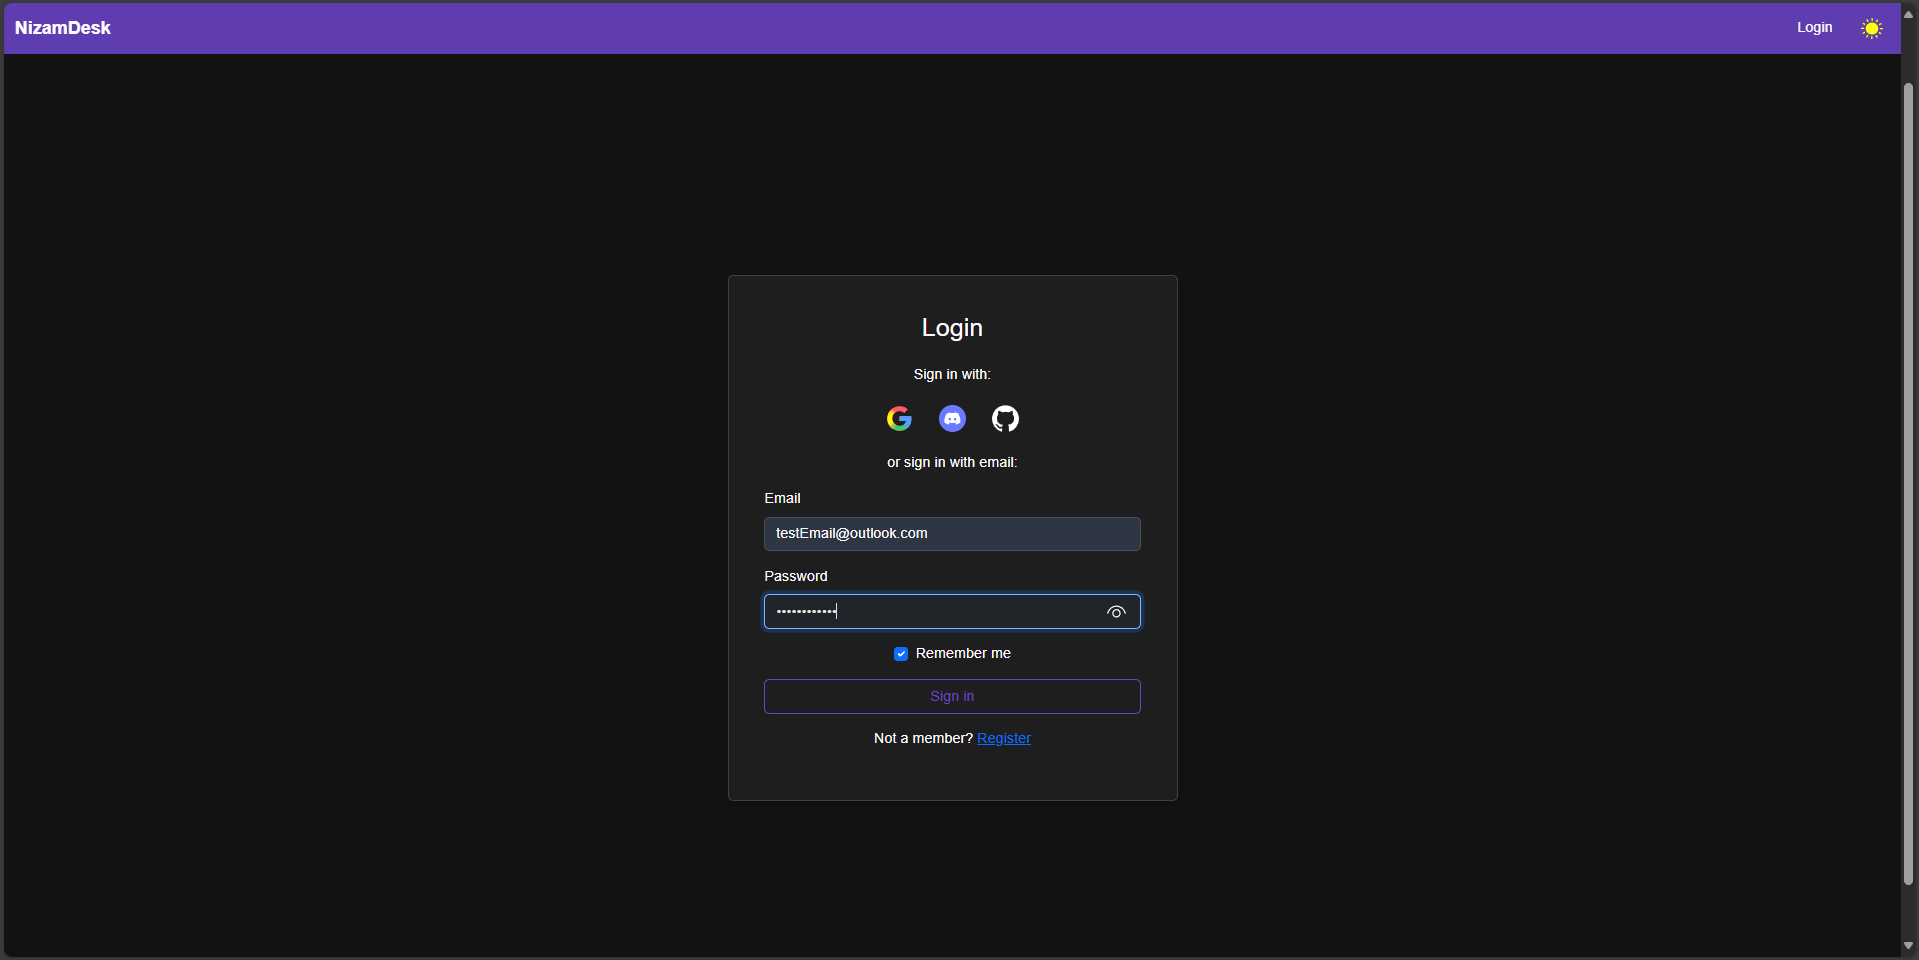 NizamDesk
Login
Login
Sign in with:
or sign in with email:
Email
testEmail@outlook.com
Password
••••••••••••
Remember me
Sign in
Not a member? Register